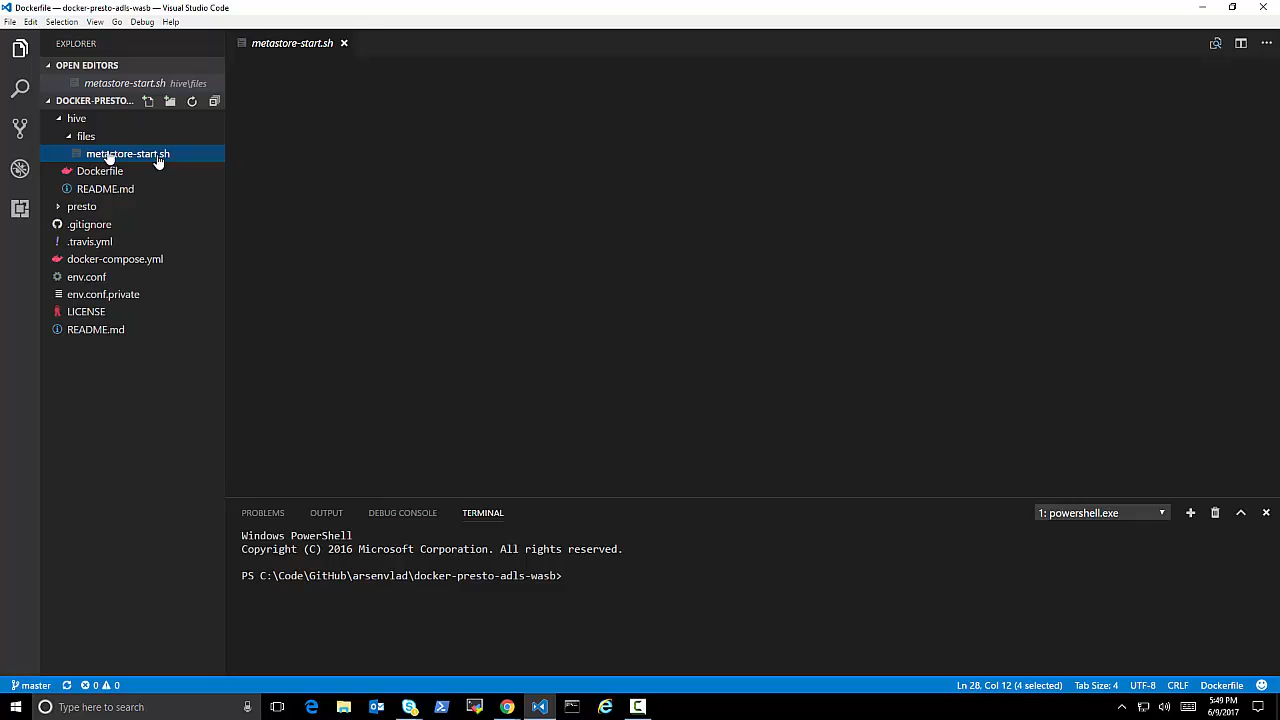 Dockerfile — docker-presto-adls-wasb — Visual Studio Code
File Edit Selection View Go Debug Help
EXPLORER
OPEN EDITORS
metastore-start.sh hive\files
DOCKER-PRESTO...
hive
files
metastore-start.sh
Dockerfile
README.md
presto
.gitignore
.travis.yml
docker-compose.yml
env.conf
env.conf.private
LICENSE
README.md
metastore-start.sh
PROBLEMS OUTPUT DEBUG CONSOLE TERMINAL
1: powershell.exe
Windows PowerShell
Copyright (C) 2016 Microsoft Corporation. All rights reserved.
PS C:\Code\GitHub\arsenvlad\docker-presto-adls-wasb>
master 0 0
Ln 28, Col 12 (4 selected) Tab Size: 4 UTF-8 CRLF Dockerfile
Type here to search
5:49 PM
6/9/2017